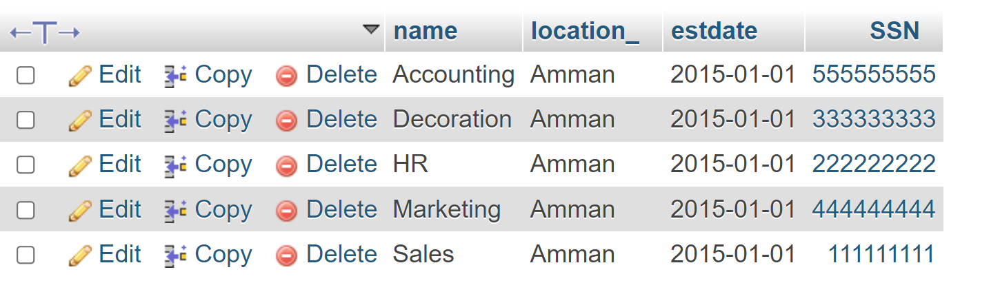 name location_ estdate SSN
Edit Copy Delete Accounting Amman 2015-01-01 555555555
Edit Copy Delete Decoration Amman 2015-01-01 333333333
Edit Copy Delete HR Amman 2015-01-01 222222222
Edit Copy Delete Marketing Amman 2015-01-01 444444444
Edit Copy Delete Sales Amman 2015-01-01 111111111